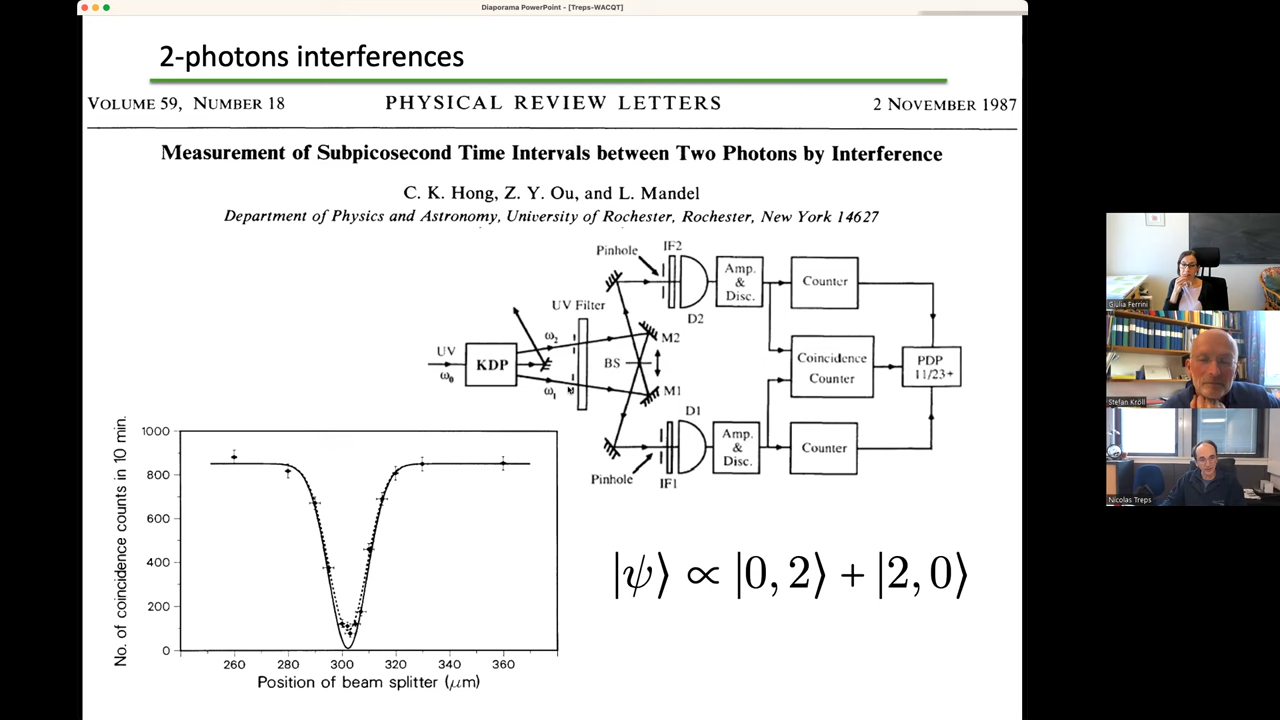 Diaporama PowerPoint - [Treps-WACQT]
2-photons interferences
VOLUME 59, NUMBER 18 PHYSICAL REVIEW LETTERS 2 NOVEMBER 1987
Measurement of Subpicosecond Time Intervals between Two Photons by Interference
C. K. Hong, Z. Y. Ou, and L. Mandel
Department of Physics and Astronomy, University of Rochester, Rochester, New York 14627
Pinhole
IF2
Amp.
&
Disc.
Counter
D2
UV Filter
UV
ω₀
KDP
ω₂
ω₁
BS
M2
M1
Coincidence
Counter
PDP
11/23+
D1
Amp.
&
Disc.
Counter
Pinhole
IF1
No. of coincidence counts in 10 min.
1000
800
600
400
200
0
260 280 300 320 340 360
Position of beam splitter (μm)
|ψ⟩ ∝ |0, 2⟩ + |2, 0⟩
Giulia Ferrini
Stefan Kröll
Nicolas Treps